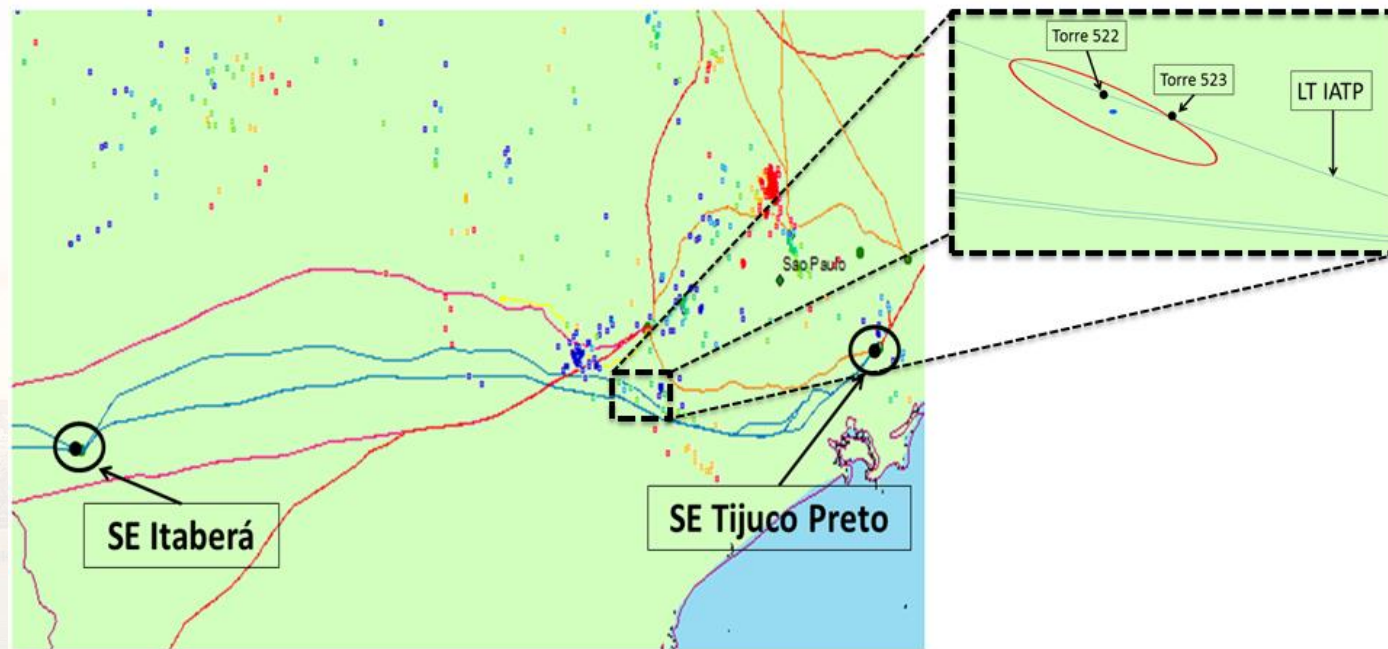 Torre 522
Torre 523
LT IATP
Sao Paulo
SE Itaberá
SE Tijuco Preto